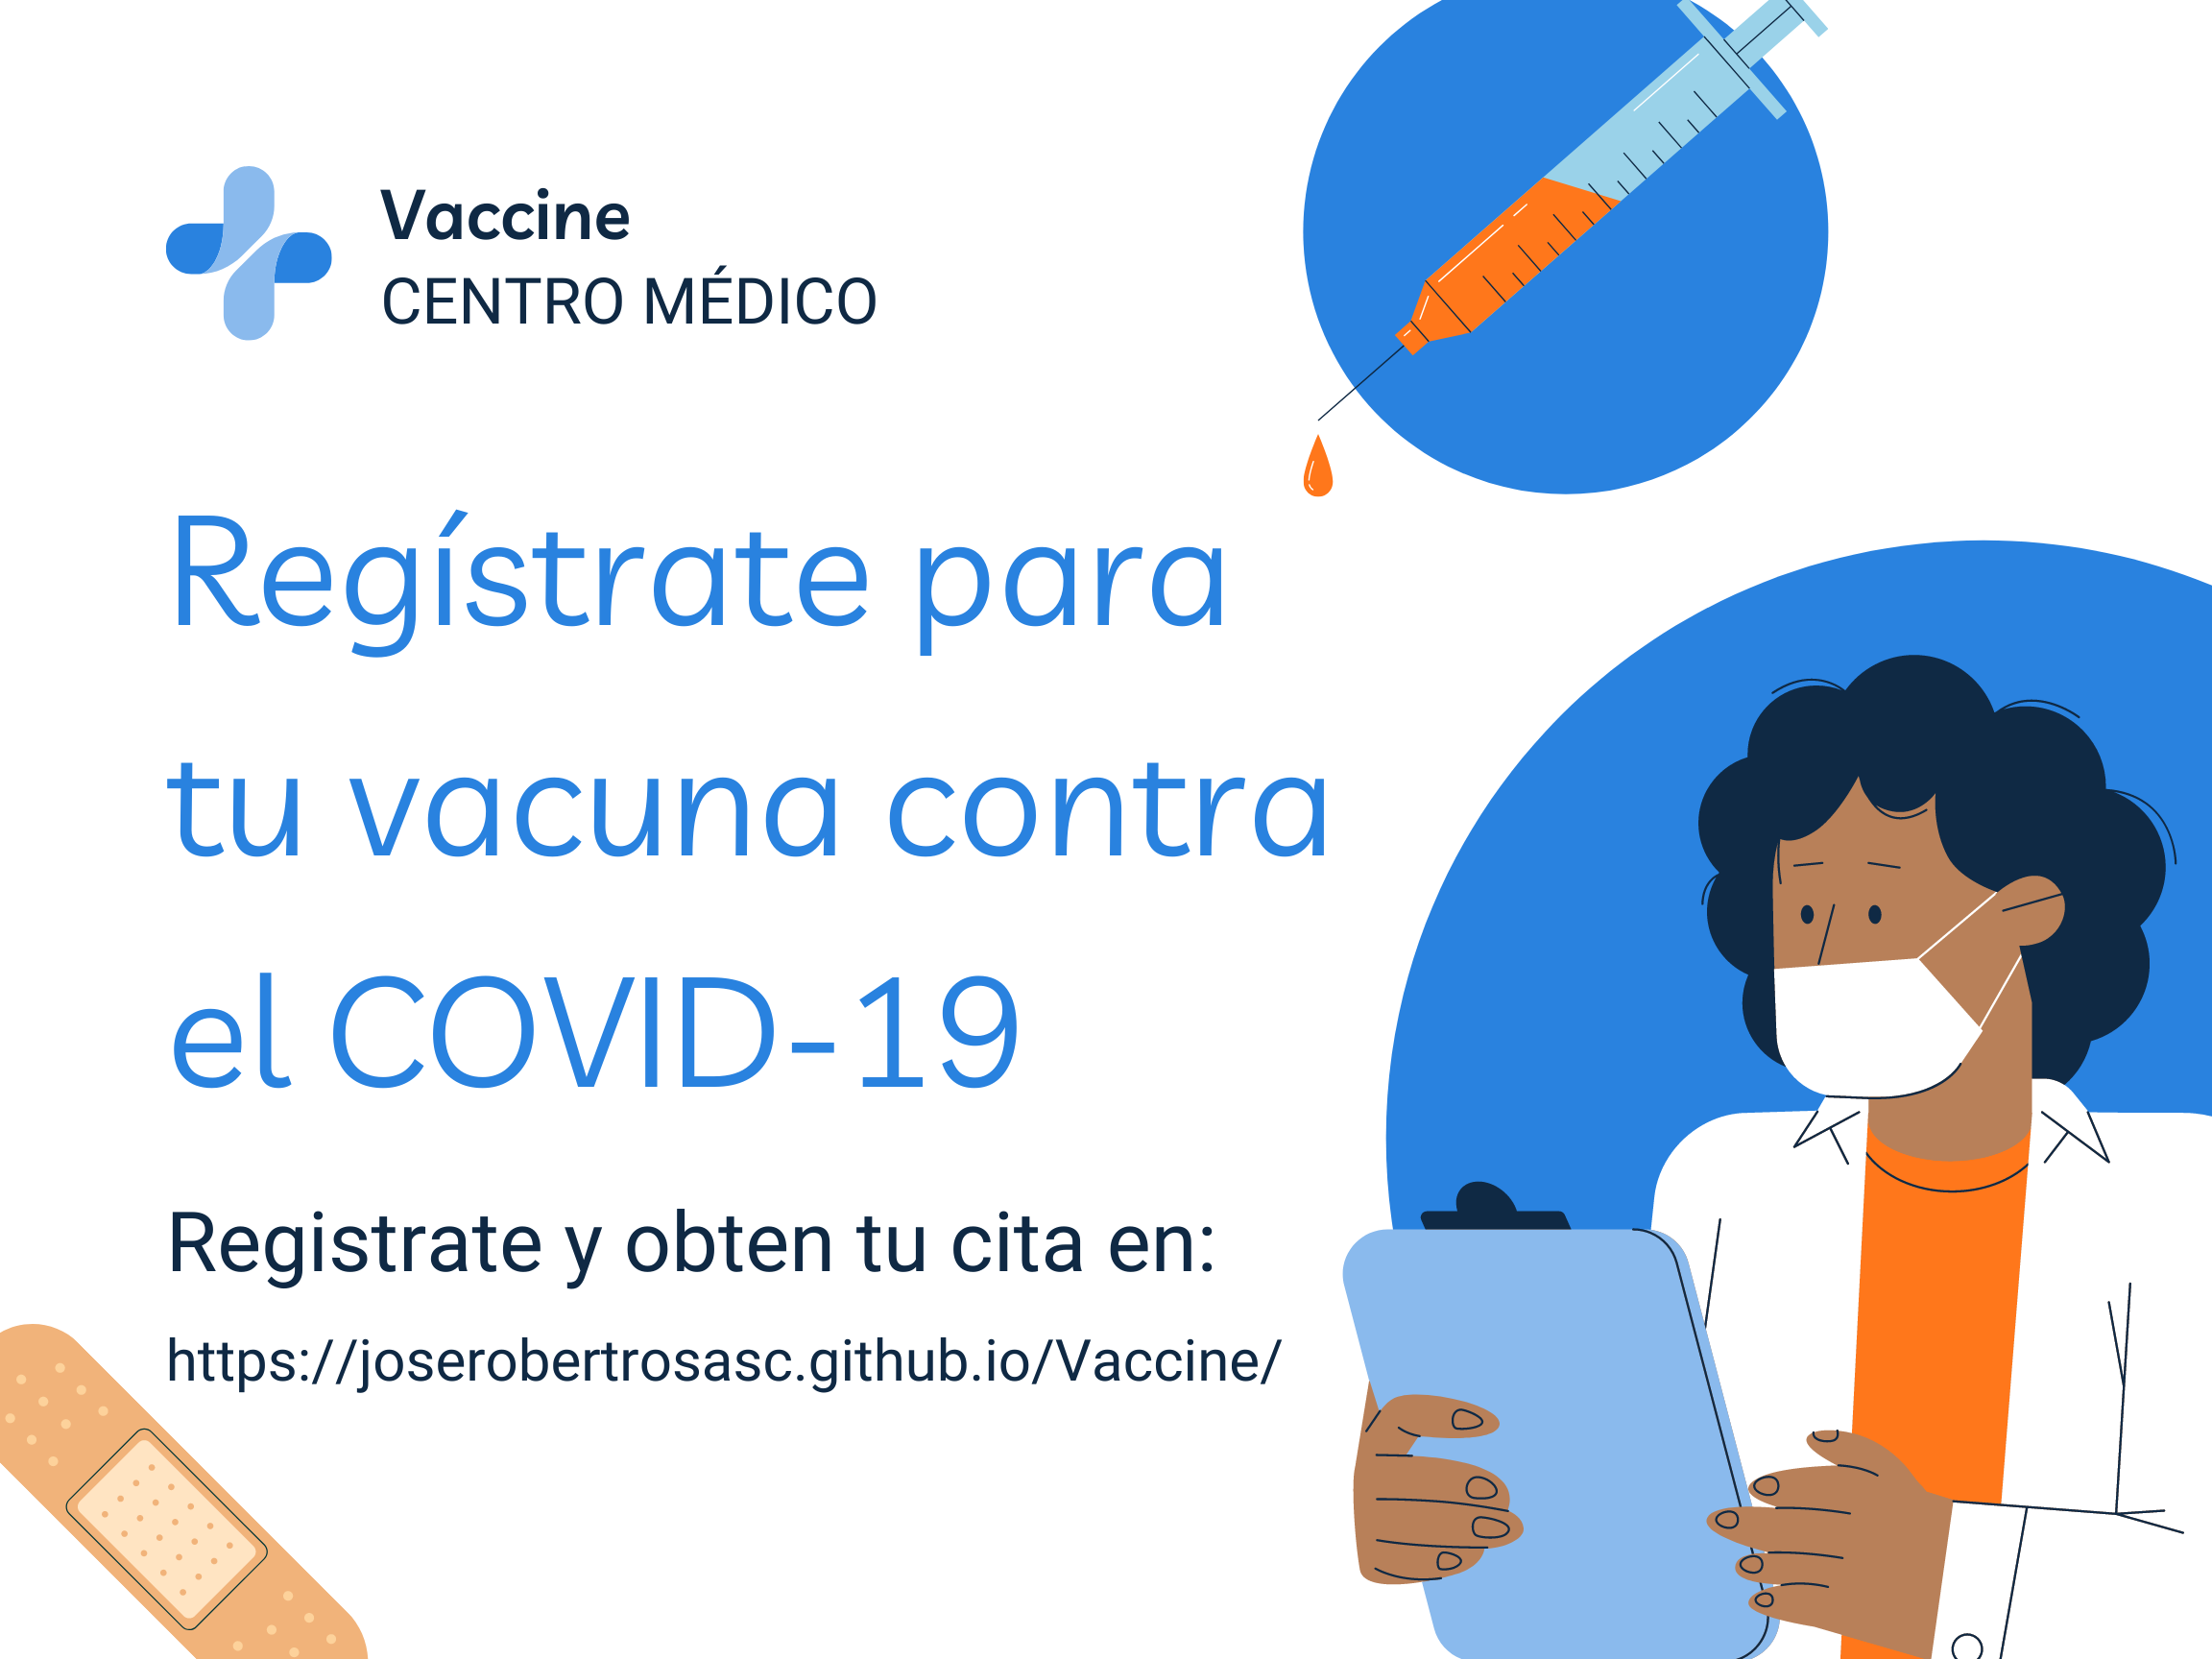 Vaccine
CENTRO MÉDICO
Regístrate para
tu vacuna contra
el COVID-19
Registrate y obten tu cita en:
https://joserobertrosasc.github.io/Vaccine/